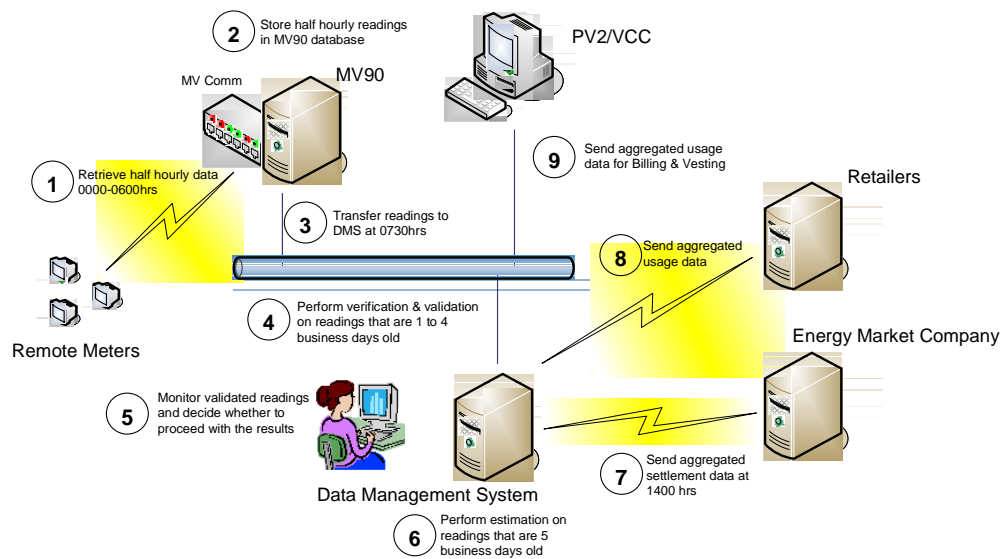 2
Store half hourly readings
in MV90 database
PV2/VCC
MV Comm
MV90
1
Retrieve half hourly data
0000-0600hrs
9
Send aggregated usage
data for Billing & Vesting
Retailers
3
Transfer readings to
DMS at 0730hrs
8
Send aggregated
usage data
4
Perform verification & validation
on readings that are 1 to 4
business days old
Remote Meters
Energy Market Company
5
Monitor validated readings
and decide whether to
proceed with the results
7
Send aggregated
settlement data at
1400 hrs
Data Management System
6
Perform estimation on
readings that are 5
business days old